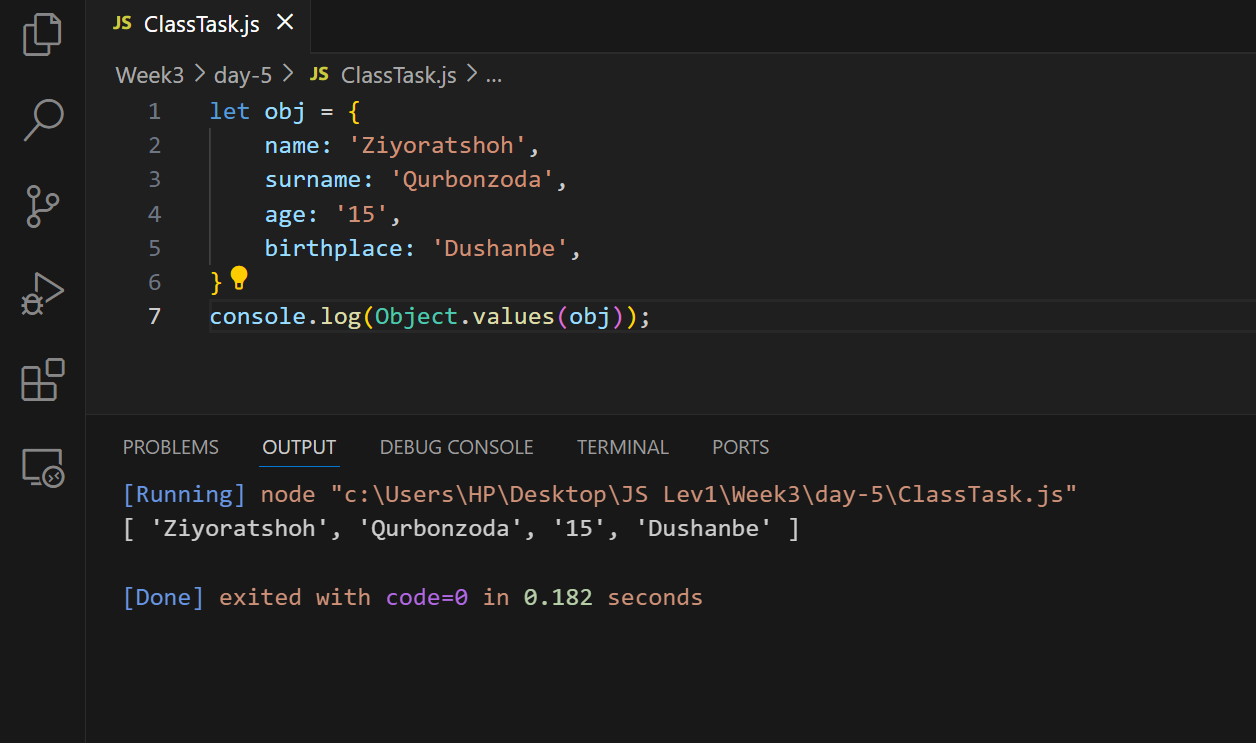 JS ClassTask.js ×
Week3 > day-5 > JS ClassTask.js > ...
1 let obj = {
2     name: 'Ziyoratshoh',
3     surname: 'Qurbonzoda',
4     age: '15',
5     birthplace: 'Dushanbe',
6 }
7 console.log(Object.values(obj));
PROBLEMS OUTPUT DEBUG CONSOLE TERMINAL PORTS
[Running] node "c:\Users\HP\Desktop\JS Lev1\Week3\day-5\ClassTask.js"
[ 'Ziyoratshoh', 'Qurbonzoda', '15', 'Dushanbe' ]
[Done] exited with code=0 in 0.182 seconds